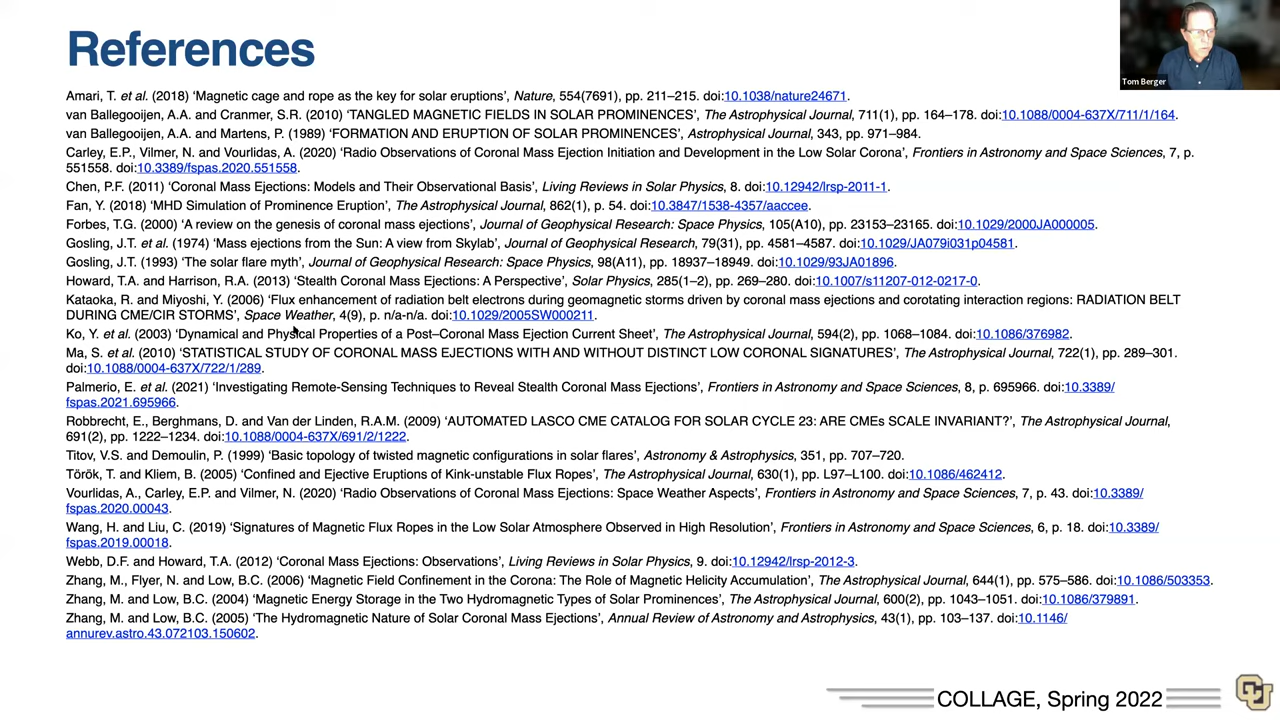 References
Tom Berger
Amari, T. et al. (2018) ‘Magnetic cage and rope as the key for solar eruptions’, Nature, 554(7691), pp. 211–215. doi:10.1038/nature24671.
van Ballegooijen, A.A. and Cranmer, S.R. (2010) ‘TANGLED MAGNETIC FIELDS IN SOLAR PROMINENCES’, The Astrophysical Journal, 711(1), pp. 164–178. doi:10.1088/0004-637X/711/1/164.
van Ballegooijen, A.A. and Martens, P. (1989) ‘FORMATION AND ERUPTION OF SOLAR PROMINENCES’, Astrophysical Journal, 343, pp. 971–984.
Carley, E.P., Vilmer, N. and Vourlidas, A. (2020) ‘Radio Observations of Coronal Mass Ejection Initiation and Development in the Low Solar Corona’, Frontiers in Astronomy and Space Sciences, 7, p.
551558. doi:10.3389/fspas.2020.551558.
Chen, P.F. (2011) ‘Coronal Mass Ejections: Models and Their Observational Basis’, Living Reviews in Solar Physics, 8. doi:10.12942/lrsp-2011-1.
Fan, Y. (2018) ‘MHD Simulation of Prominence Eruption’, The Astrophysical Journal, 862(1), p. 54. doi:10.3847/1538-4357/aaccee.
Forbes, T.G. (2000) ‘A review on the genesis of coronal mass ejections’, Journal of Geophysical Research: Space Physics, 105(A10), pp. 23153–23165. doi:10.1029/2000JA000005.
Gosling, J.T. et al. (1974) ‘Mass ejections from the Sun: A view from Skylab’, Journal of Geophysical Research, 79(31), pp. 4581–4587. doi:10.1029/JA079i031p04581.
Gosling, J.T. (1993) ‘The solar flare myth’, Journal of Geophysical Research: Space Physics, 98(A11), pp. 18937–18949. doi:10.1029/93JA01896.
Howard, T.A. and Harrison, R.A. (2013) ‘Stealth Coronal Mass Ejections: A Perspective’, Solar Physics, 285(1–2), pp. 269–280. doi:10.1007/s11207-012-0217-0.
Kataoka, R. and Miyoshi, Y. (2006) ‘Flux enhancement of radiation belt electrons during geomagnetic storms driven by coronal mass ejections and corotating interaction regions: RADIATION BELT
DURING CME/CIR STORMS’, Space Weather, 4(9), p. n/a-n/a. doi:10.1029/2005SW000211.
Ko, Y. et al. (2003) ‘Dynamical and Physical Properties of a Post–Coronal Mass Ejection Current Sheet’, The Astrophysical Journal, 594(2), pp. 1068–1084. doi:10.1086/376982.
Ma, S. et al. (2010) ‘STATISTICAL STUDY OF CORONAL MASS EJECTIONS WITH AND WITHOUT DISTINCT LOW CORONAL SIGNATURES’, The Astrophysical Journal, 722(1), pp. 289–301.
doi:10.1088/0004-637X/722/1/289.
Palmerio, E. et al. (2021) ‘Investigating Remote-Sensing Techniques to Reveal Stealth Coronal Mass Ejections’, Frontiers in Astronomy and Space Sciences, 8, p. 695966. doi:10.3389/
fspas.2021.695966.
Robbrecht, E., Berghmans, D. and Van der Linden, R.A.M. (2009) ‘AUTOMATED LASCO CME CATALOG FOR SOLAR CYCLE 23: ARE CMEs SCALE INVARIANT?’, The Astrophysical Journal,
691(2), pp. 1222–1234. doi:10.1088/0004-637X/691/2/1222.
Titov, V.S. and Demoulin, P. (1999) ‘Basic topology of twisted magnetic configurations in solar flares’, Astronomy & Astrophysics, 351, pp. 707–720.
Török, T. and Kliem, B. (2005) ‘Confined and Ejective Eruptions of Kink-unstable Flux Ropes’, The Astrophysical Journal, 630(1), pp. L97–L100. doi:10.1086/462412.
Vourlidas, A., Carley, E.P. and Vilmer, N. (2020) ‘Radio Observations of Coronal Mass Ejections: Space Weather Aspects’, Frontiers in Astronomy and Space Sciences, 7, p. 43. doi:10.3389/
fspas.2020.00043.
Wang, H. and Liu, C. (2019) ‘Signatures of Magnetic Flux Ropes in the Low Solar Atmosphere Observed in High Resolution’, Frontiers in Astronomy and Space Sciences, 6, p. 18. doi:10.3389/
fspas.2019.00018.
Webb, D.F. and Howard, T.A. (2012) ‘Coronal Mass Ejections: Observations’, Living Reviews in Solar Physics, 9. doi:10.12942/lrsp-2012-3.
Zhang, M., Flyer, N. and Low, B.C. (2006) ‘Magnetic Field Confinement in the Corona: The Role of Magnetic Helicity Accumulation’, The Astrophysical Journal, 644(1), pp. 575–586. doi:10.1086/503353.
Zhang, M. and Low, B.C. (2004) ‘Magnetic Energy Storage in the Two Hydromagnetic Types of Solar Prominences’, The Astrophysical Journal, 600(2), pp. 1043–1051. doi:10.1086/379891.
Zhang, M. and Low, B.C. (2005) ‘The Hydromagnetic Nature of Solar Coronal Mass Ejections’, Annual Review of Astronomy and Astrophysics, 43(1), pp. 103–137. doi:10.1146/
annurev.astro.43.072103.150602.
COLLAGE, Spring 2022
CU